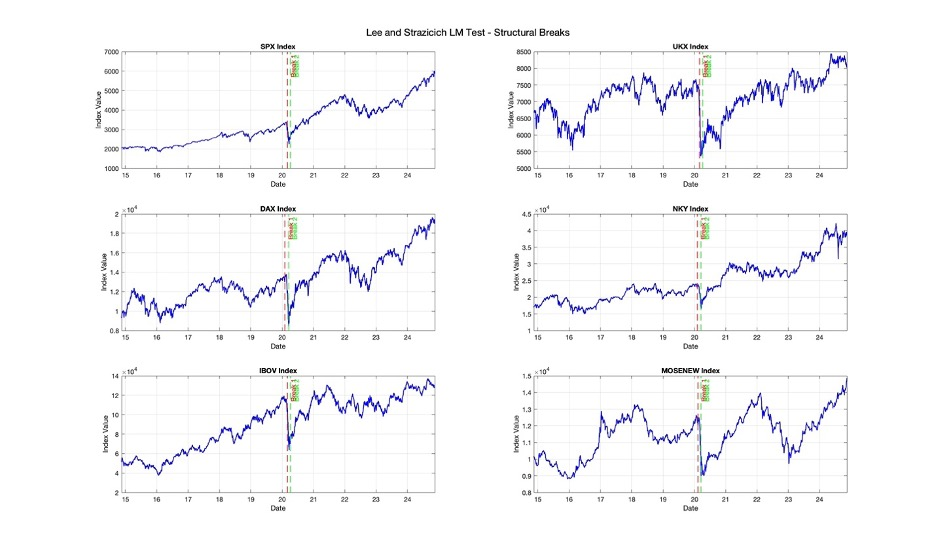 Lee and Strazicich LM Test - Structural Breaks
SPX Index
7000
6000
5000
4000
3000
2000
1000
Index Value
Break 1
Break 2
15 16 17 18 19 20 21 22 23 24
Date
UKX Index
8500
8000
7500
7000
6500
6000
5500
5000
Index Value
Break 1
Break 2
15 16 17 18 19 20 21 22 23 24
Date
DAX Index
×10⁴
2
1.8
1.6
1.4
1.2
1
0.8
Index Value
Break 1
Break 2
15 16 17 18 19 20 21 22 23 24
Date
NKY Index
×10⁴
4.5
4
3.5
3
2.5
2
1.5
1
Index Value
Break 1
Break 2
15 16 17 18 19 20 21 22 23 24
Date
IBOV Index
×10⁴
14
12
10
8
6
4
2
Index Value
Break 1
Break 2
15 16 17 18 19 20 21 22 23 24
Date
MOSENEW Index
×10⁴
1.5
1.4
1.3
1.2
1.1
1
0.9
0.8
Index Value
Break 1
Break 2
15 16 17 18 19 20 21 22 23 24
Date